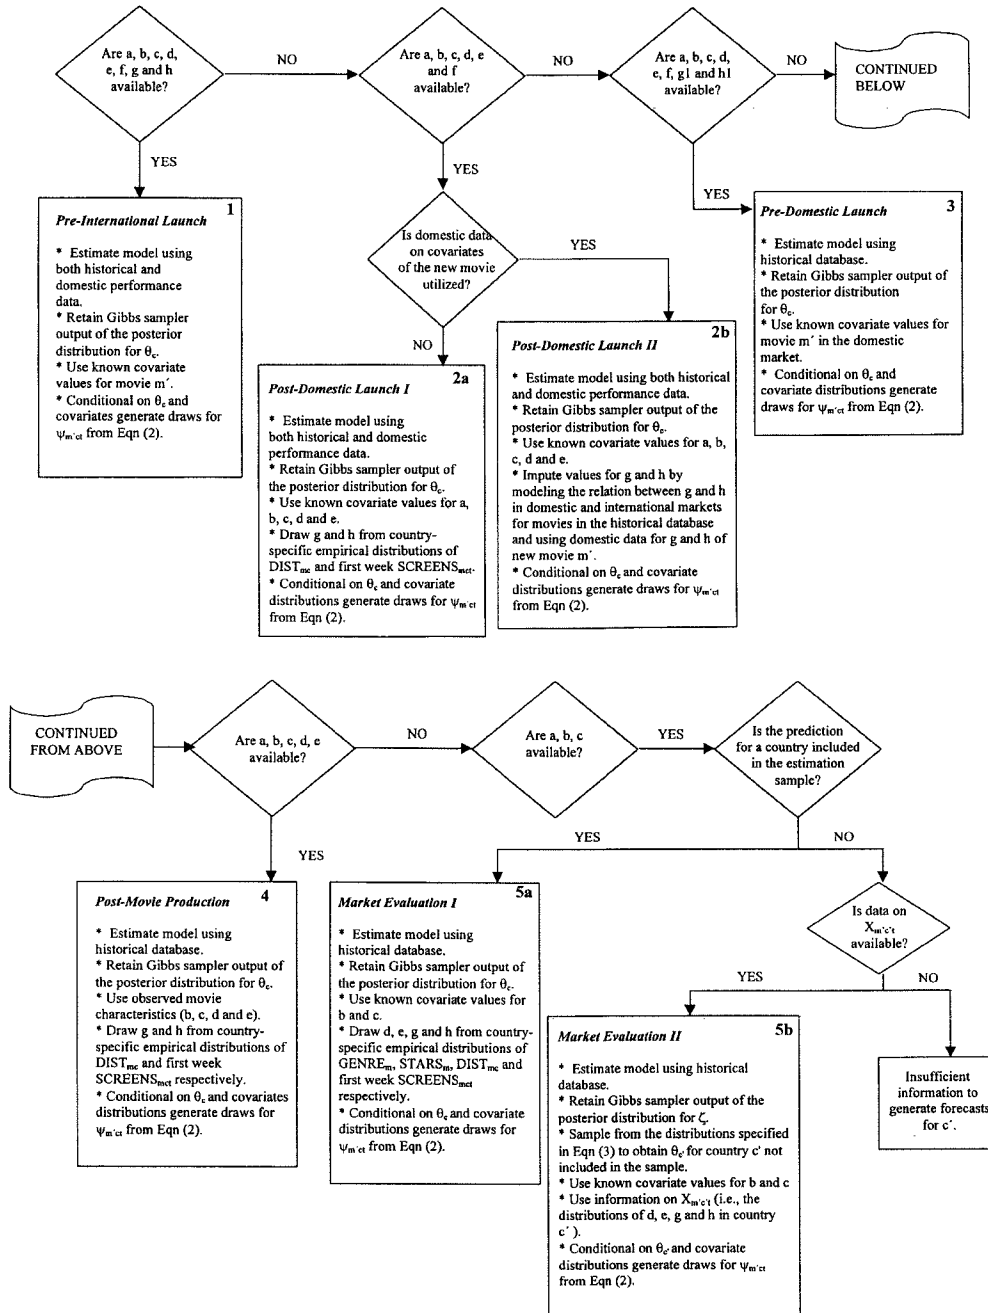 Are a, b, c, d,
e, f, g and h
available?
NO
Are a, b, c, d, e
and f
available?
NO
Are a, b, c, d,
e, f, g1 and h1
available?
NO
CONTINUED
BELOW
YES
YES
YES
Pre-International Launch 1
* Estimate model using
both historical and
domestic performance
data.
* Retain Gibbs sampler
output of the posterior
distribution for θc.
* Use known covariate
values for movie m´.
* Conditional on θc and
covariates generate draws for
ψm´ct from Eqn (2).
Is domestic data
on covariates
of the new movie
utilized?
YES
NO
Pre-Domestic Launch 3
* Estimate model using
historical database.
* Retain Gibbs sampler output of
the posterior distribution
for θc.
* Use known covariate values for
movie m´ in the domestic
market.
* Conditional on θc and
covariate distributions generate
draws for ψm´ct from Eqn (2).
2a
Post-Domestic Launch I
* Estimate model using
both historical and domestic
performance data.
* Retain Gibbs sampler output of
the posterior distribution for θc.
* Use known covariate values for a,
b, c, d and e.
* Draw g and h from country-
specific empirical distributions of
DISTmc and first week SCREENSmct.
* Conditional on θc and covariate
distributions generate draws for ψm´ct
from Eqn (2).
2b
Post-Domestic Launch II
* Estimate model using both historical
and domestic performance data.
* Retain Gibbs sampler output of the
posterior distribution for θc.
* Use known covariate values for a, b,
c, d and e.
* Impute values for g and h by
modeling the relation between g and h
in domestic and international markets
for movies in the historical database
and using domestic data for g and h of
new movie m´.
* Conditional on θc and covariate
distributions generate draws for ψm´ct
from Eqn (2).
CONTINUED
FROM ABOVE
Are a, b, c, d, e
available?
NO
Are a, b, c
available?
YES
Is the prediction
for a country included
in the estimation
sample?
YES
YES
NO
Post-Movie Production 4
* Estimate model using
historical database.
* Retain Gibbs sampler output of
the posterior distribution for θc.
* Use observed movie
characteristics (b, c, d and e).
* Draw g and h from country-
specific empirical distributions of
DISTmc and first week
SCREENSmct respectively.
* Conditional on θc and covariates
distributions generate draws for
ψm´ct from Eqn (2).
5a
Market Evaluation I
* Estimate model using
historical database.
* Retain Gibbs sampler output of the
posterior distribution for θc.
* Use known covariate values for
b and c.
* Draw d, e, g and h from country-
specific empirical distributions of
GENREm, STARSm, DISTmc and
first week SCREENSmct
respectively.
* Conditional on θc and covariate
distributions generate draws for
ψm´ct from Eqn (2).
Is data on
Xm´c´t
available?
YES
NO
5b
Market Evaluation II
* Estimate model using historical
database.
* Retain Gibbs sampler output of the
posterior distribution for ζ.
* Sample from the distributions specified
in Eqn (3) to obtain θc´ for country c' not
included in the sample.
* Use known covariate values for b and c
* Use information on Xm´c´t (i.e., the
distributions of d, e, g and h in country
c´ ).
* Conditional on θc´ and covariate
distributions generate draws for ψm´ct
from Eqn (2).
Insufficient
information to
generate forecasts
for c´.